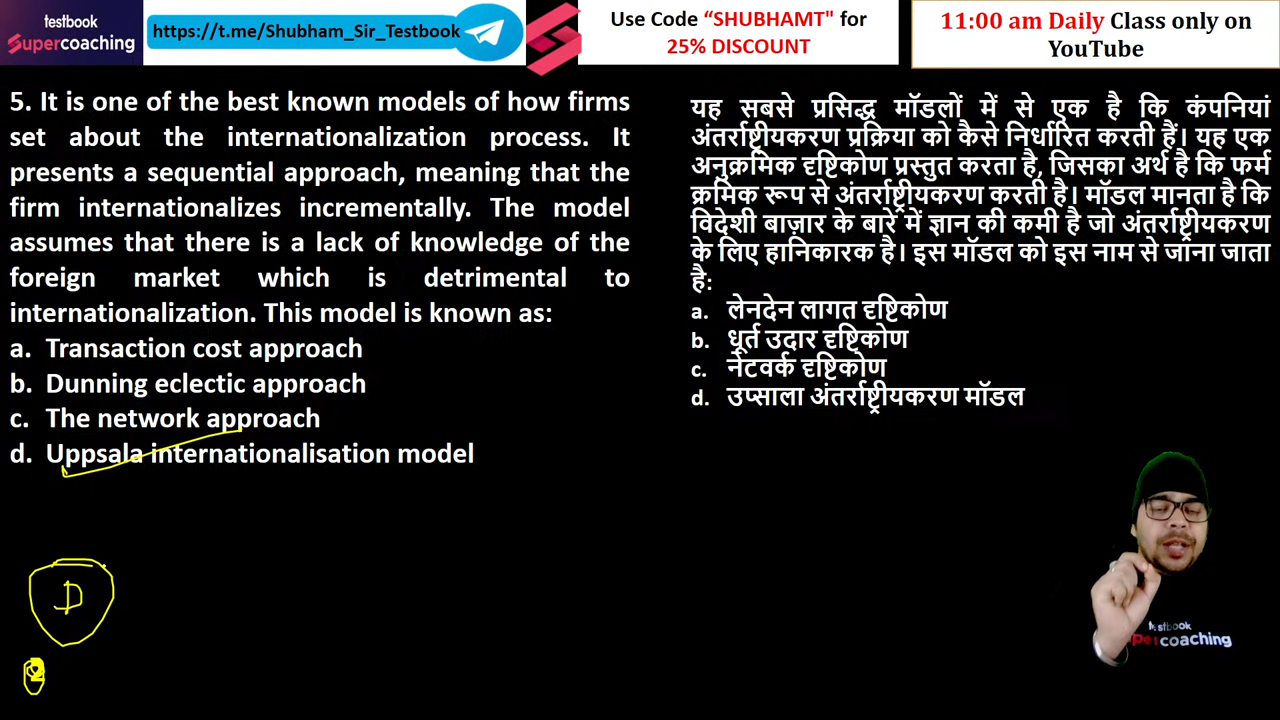 testbook
Supercoaching
https://t.me/Shubham_Sir_Testbook
Use Code “SHUBHAMT" for
25% DISCOUNT
11:00 am Daily Class only on
YouTube
5. It is one of the best known models of how firms
set about the internationalization process. It
presents a sequential approach, meaning that the
firm internationalizes incrementally. The model
assumes that there is a lack of knowledge of the
foreign market which is detrimental to
internationalization. This model is known as:
a. Transaction cost approach
b. Dunning eclectic approach
c. The network approach
d. Uppsala internationalisation model
यह सबसे प्रसिद्ध मॉडलों में से एक है कि कंपनियां
अंतर्राष्ट्रीयकरण प्रक्रिया को कैसे निर्धारित करती हैं। यह एक
अनुक्रमिक दृष्टिकोण प्रस्तुत करता है, जिसका अर्थ है कि फर्म
क्रमिक रूप से अंतर्राष्ट्रीयकरण करती है। मॉडल मानता है कि
विदेशी बाज़ार के बारे में ज्ञान की कमी है जो अंतर्राष्ट्रीयकरण
के लिए हानिकारक है। इस मॉडल को इस नाम से जाना जाता
है:
a. लेनदेन लागत दृष्टिकोण
b. धूर्त उदार दृष्टिकोण
c. नेटवर्क दृष्टिकोण
d. उप्साला अंतर्राष्ट्रीयकरण मॉडल
D
testbook
Supercoaching